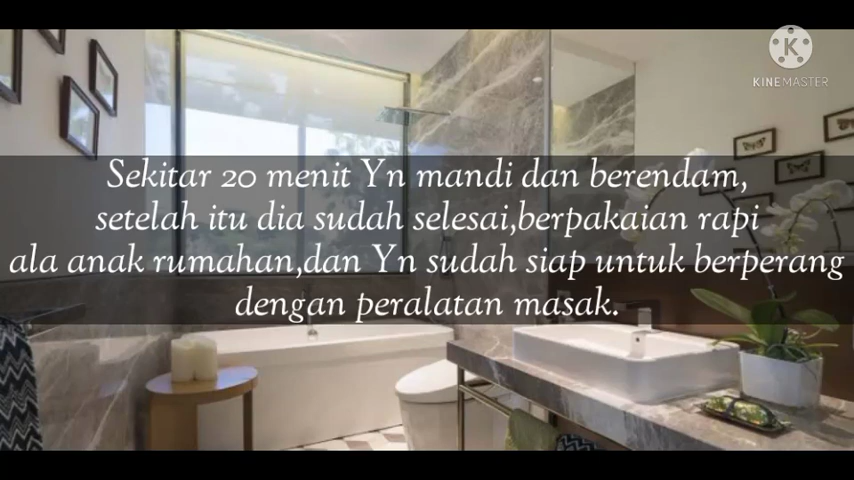 KINEMASTER
Sekitar 20 menit Yn mandi dan berendam,
setelah itu dia sudah selesai,berpakaian rapi
ala anak rumahan,dan Yn sudah siap untuk berperang
dengan peralatan masak.